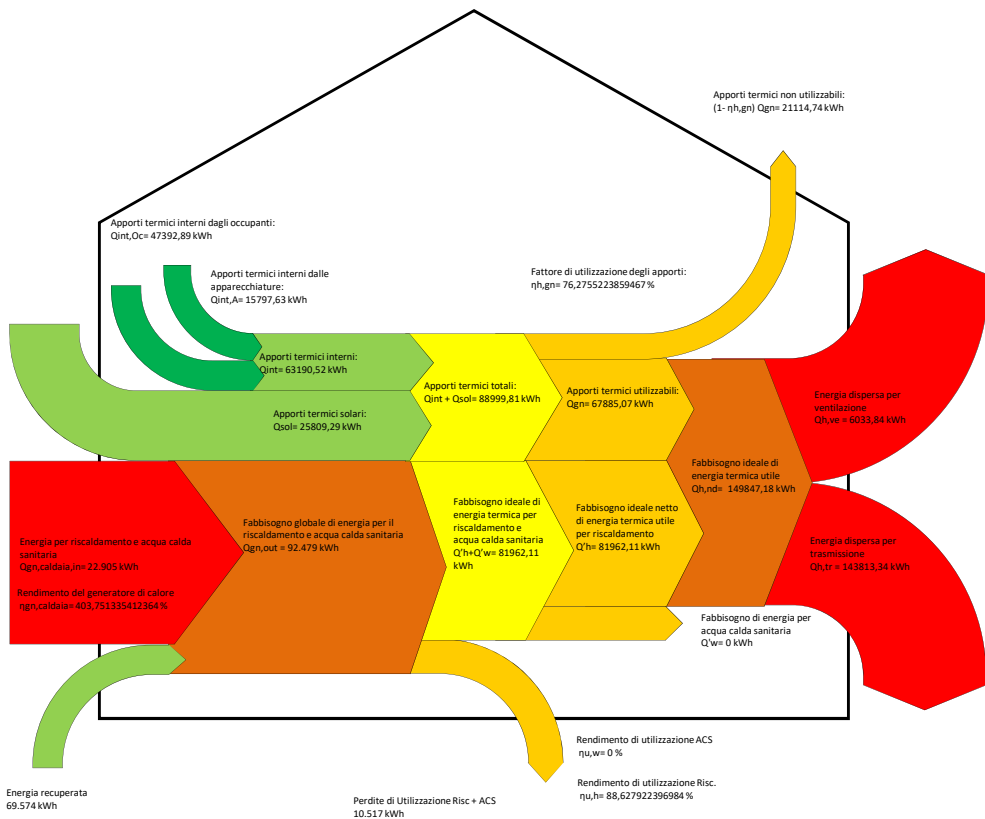 Apporti termici non utilizzabili:
(1- ηh,gn) Qgn= 21114,74 kWh
Apporti termici interni dagli occupanti:
Qint,Oc= 47392,89 kWh
Apporti termici interni dalle
apparecchiature:
Qint,A= 15797,63 kWh
Fattore di utilizzazione degli apporti:
ηh,gn= 76,2755223859467 %
Apporti termici interni:
Qint= 63190,52 kWh
Apporti termici totali:
Qint + Qsol= 88999,81 kWh
Apporti termici utilizzabili:
Qgn= 67885,07 kWh
Energia dispersa per
ventilazione
Qh,ve = 6033,84 kWh
Apporti termici solari:
Qsol= 25809,29 kWh
Fabbisogno ideale di
energia termica utile
Qh,nd= 149847,18 kWh
Energia per riscaldamento e acqua calda
sanitaria
Qgn,caldaia,in= 22.905 kWh
Rendimento del generatore di calore
ηgn,caldaia= 403,751335412364 %
Fabbisogno globale di energia per il
riscaldamento e acqua calda sanitaria
Qgn,out = 92.479 kWh
Fabbisogno ideale di
energia termica per
riscaldamento e
acqua calda sanitaria
Q'h+Q'w= 81962,11
kWh
Fabbisogno ideale netto
di energia termica utile
per riscaldamento
Q'h= 81962,11 kWh
Energia dispersa per
trasmissione
Qh,tr = 143813,34 kWh
Fabbisogno di energia per
acqua calda sanitaria
Q'w= 0 kWh
Rendimento di utilizzazione ACS
ηu,w= 0 %
Rendimento di utilizzazione Risc.
ηu,h= 88,627922396984 %
Energia recuperata
69.574 kWh
Perdite di Utilizzazione Risc + ACS
10.517 kWh